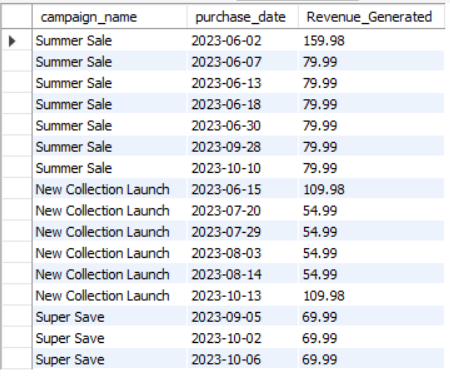 campaign_name purchase_date Revenue_Generated
Summer Sale 2023-06-02 159.98
Summer Sale 2023-06-07 79.99
Summer Sale 2023-06-13 79.99
Summer Sale 2023-06-18 79.99
Summer Sale 2023-06-30 79.99
Summer Sale 2023-09-28 79.99
Summer Sale 2023-10-10 79.99
New Collection Launch 2023-06-15 109.98
New Collection Launch 2023-07-20 54.99
New Collection Launch 2023-07-29 54.99
New Collection Launch 2023-08-03 54.99
New Collection Launch 2023-08-14 54.99
New Collection Launch 2023-10-13 109.98
Super Save 2023-09-05 69.99
Super Save 2023-10-02 69.99
Super Save 2023-10-06 69.99